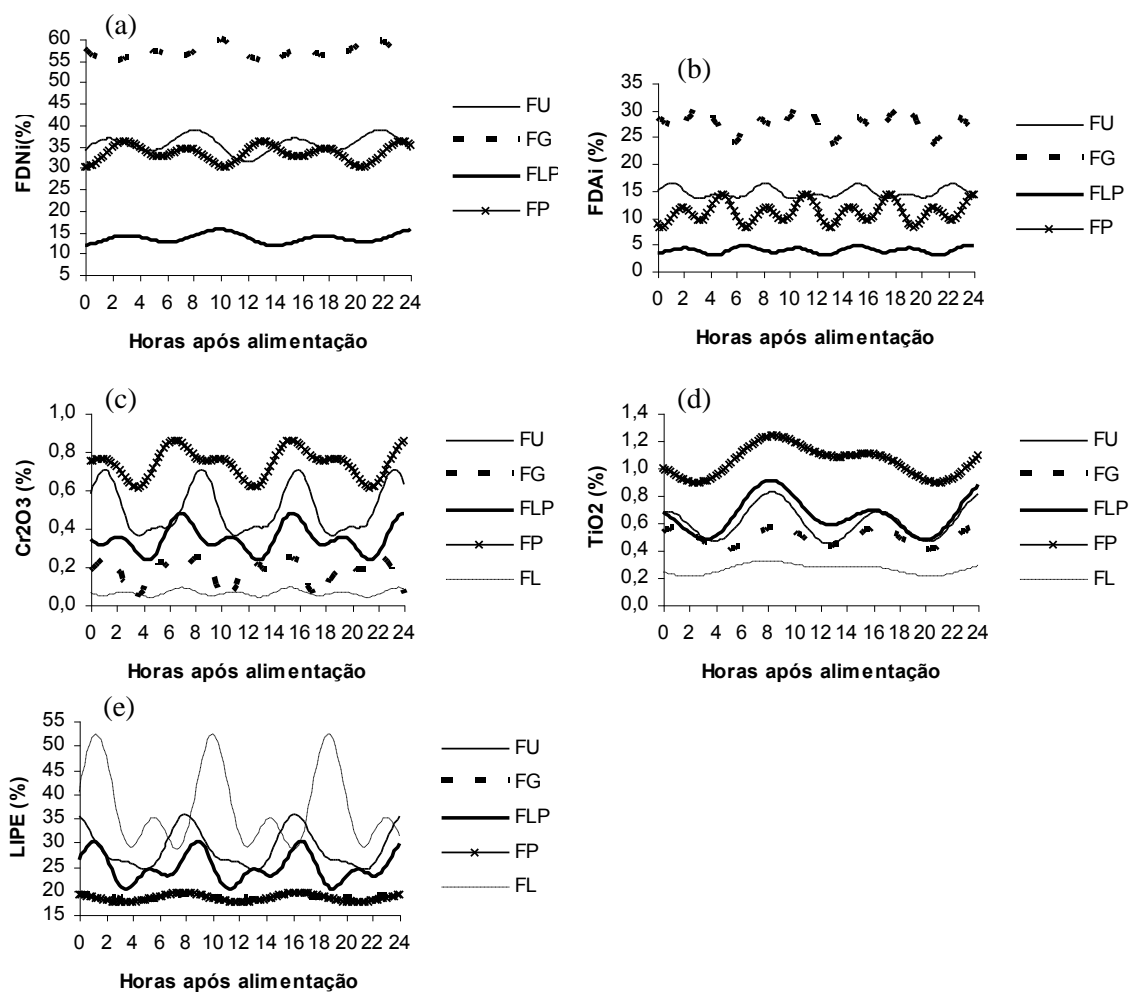 (a)
FDNi(%)
60
55
50
45
40
35
30
25
20
15
10
5
0 2 4 6 8 10 12 14 16 18 20 22 24
Horas após alimentação
FU
FG
FLP
FP
(b)
FDAi (%)
35
30
25
20
15
10
5
0
0 2 4 6 8 10 12 14 16 18 20 22 24
Horas após alimentação
FU
FG
FLP
FP
(c)
Cr2O3 (%)
1,0
0,8
0,6
0,4
0,2
0,0
0 2 4 6 8 10 12 14 16 18 20 22 24
Horas após alimentação
FU
FG
FLP
FP
FL
(d)
TiO2 (%)
1,4
1,2
1,0
0,8
0,6
0,4
0,2
0,0
0 2 4 6 8 10 12 14 16 18 20 22 24
Horas após alimentação
FU
FG
FLP
FP
FL
(e)
LIPE (%)
55
50
45
40
35
30
25
20
15
0 2 4 6 8 10 12 14 16 18 20 22 24
Horas após alimentação
FU
FG
FLP
FP
FL